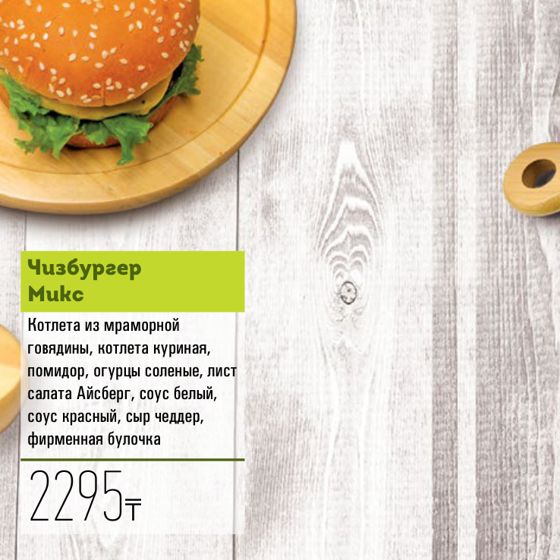 Чизбургер
Микс
Котлета из мраморной
говядины, котлета куриная,
помидор, огурцы соленые, лист
салата Айсберг, соус белый,
соус красный, сыр чеддер,
фирменная булочка
2295₸